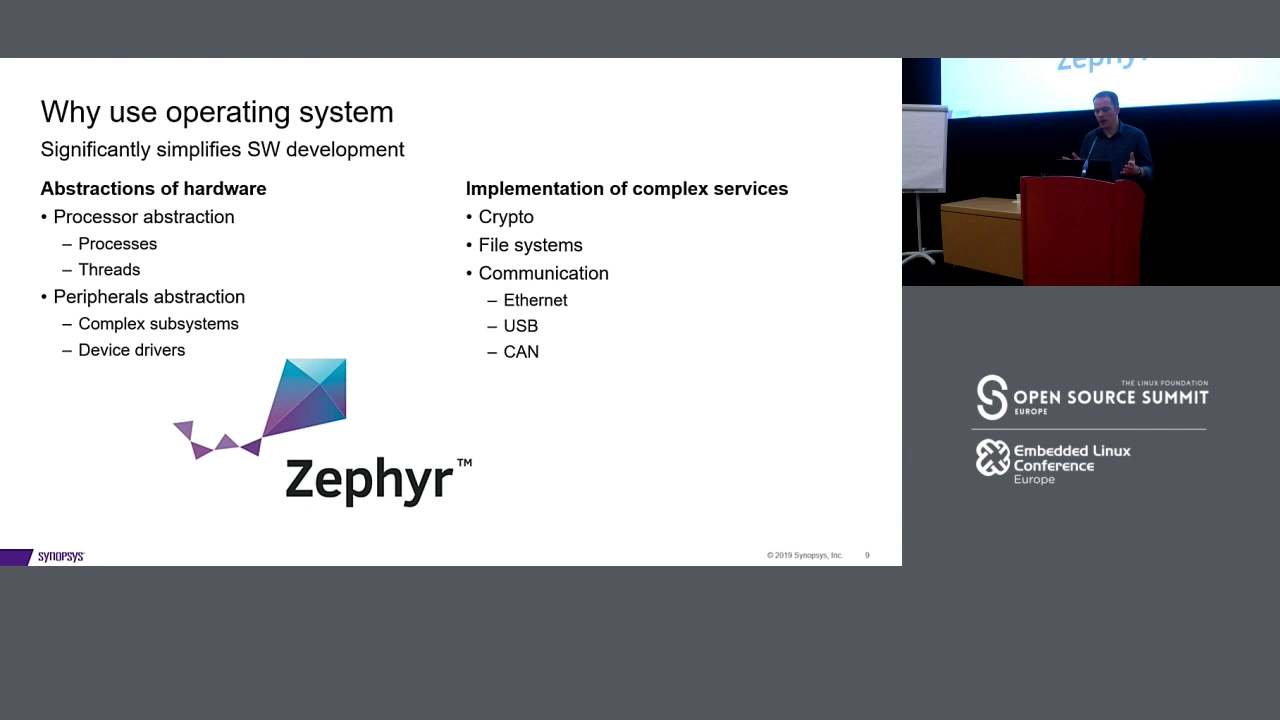 Why use operating system
Significantly simplifies SW development
Abstractions of hardware
• Processor abstraction
– Processes
– Threads
• Peripherals abstraction
– Complex subsystems
– Device drivers
Implementation of complex services
• Crypto
• File systems
• Communication
– Ethernet
– USB
– CAN
Zephyr™
SYNOPSYS
© 2019 Synopsys, Inc.
9
Zephyr
THE LINUX FOUNDATION
OPEN SOURCE SUMMIT
EUROPE
Embedded Linux
Conference
Europe